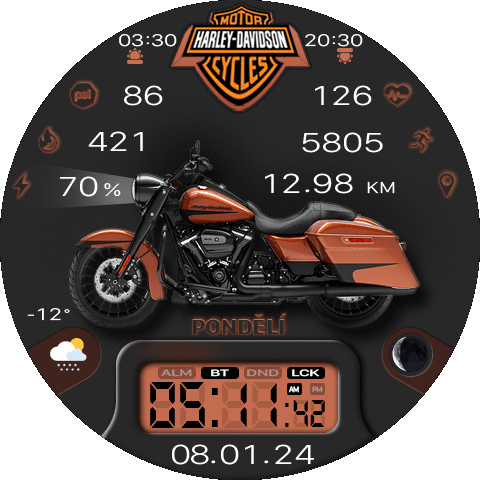 MOTOR
03:30 HARLEY-DAVIDSON 20:30
CYCLES
pai 86 126
421 5805
70 % 12.98 KM
-12°
PONDĚLÍ
ALM BT DND LCK
AM PM
05:11:42
08.01.24